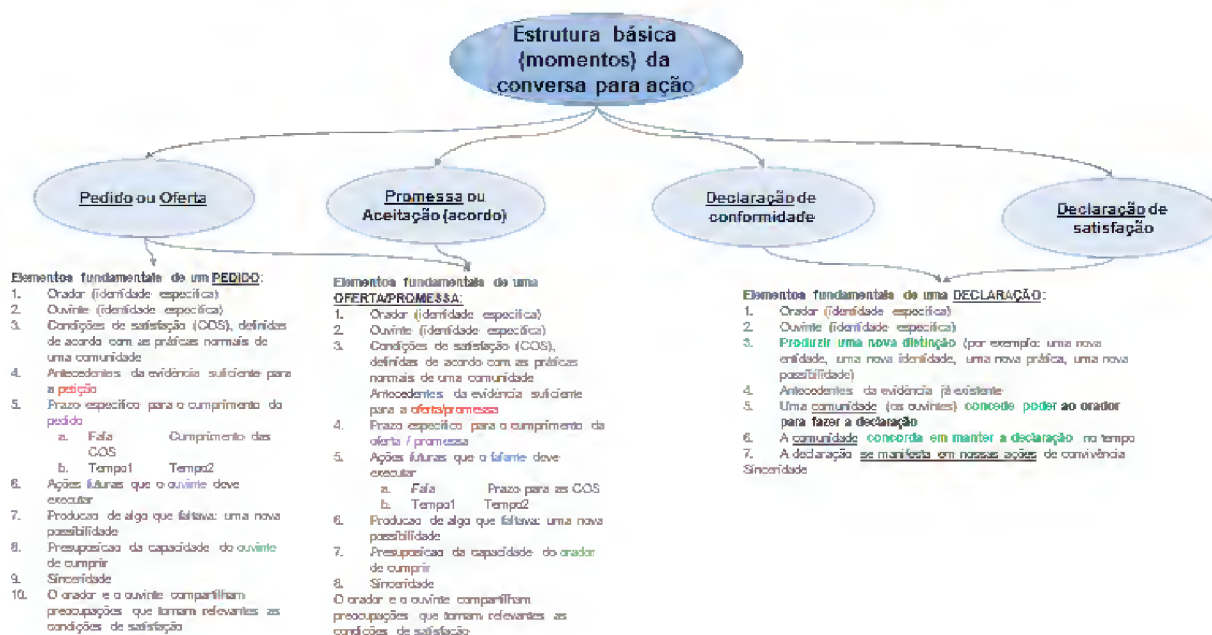 Estrutura básica
(momentos) da
conversa para ação
Pedido ou Oferta
Promessa ou
Aceitação (acordo)
Declaração de
conformidade
Declaração de
satisfação
Elementos fundamentais de um PEDIDO:
1. Orador (identidade específica)
2. Ouvinte (identidade específica)
3. Condições de satisfação (COS), definidas
de acordo com as práticas normais de
uma comunidade
4. Antecedentes da evidência suficiente para
a petição
5. Prazo específico para o cumprimento do
pedido
a. Fala Cumprimento das
COS
b. Tempo1 Tempo2
6. Ações futuras que o ouvinte deve
executar
7. Producao de algo que faltava: uma nova
possibilidade
8. Presuposicao da capacidade do ouvinte
de cumprir
9. Sinceridade
10. O orador e o ouvinte compartilham
preocupações que tornam relevantes as
condições de satisfação
Elementos fundamentais de uma
OFERTA/PROMESSA:
1. Orador (identidade específica)
2. Ouvinte (identidade específica)
3. Condições de satisfação (COS),
definidas de acordo com as práticas
normais de uma comunidade
Antecedentes da evidência suficiente
para a oferta/promessa
4. Prazo específico para o cumprimento da
oferta / promessa
5. Ações futuras que o falante deve
executar
a. Fala Prazo para as COS
b. Tempo1 Tempo2
6. Producao de algo que faltava: uma nova
possibilidade
7. Presuposicao da capacidade do orador
de cumprir
8. Sinceridade
O orador e o ouvinte compartilham
preocupações que tornam relevantes as
condições de satisfação
Elementos fundamentais de uma DECLARAÇÃO:
1. Orador (identidade específica)
2. Ouvinte (identidade específica)
3. Produzir uma nova distinção (por exemplo: uma nova
entidade, uma nova identidade, uma nova prática, uma nova
possibilidade)
4. Antecedentes da evidência já existente
5. Uma comunidade (os ouvintes) concede poder ao orador
para fazer a declaração
6. A comunidade concorda em manter a declaração no tempo
7. A declaração se manifesta em nossas ações de convivência
Sinceridade